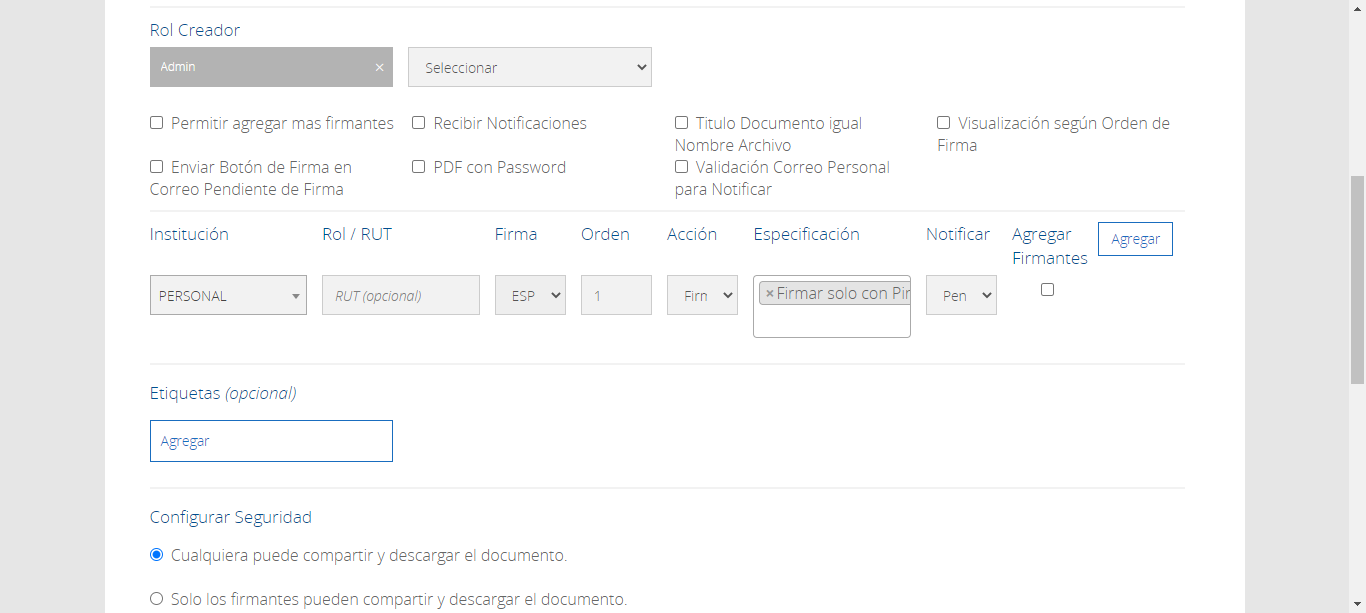 Rol Creador
Admin × Seleccionar
Permitir agregar mas firmantes Recibir Notificaciones Titulo Documento igual Nombre Archivo Visualización según Orden de Firma
Enviar Botón de Firma en Correo Pendiente de Firma PDF con Password Validación Correo Personal para Notificar
Institución Rol / RUT Firma Orden Acción Especificación Notificar Agregar Firmantes Agregar
PERSONAL RUT (opcional) ESP 1 Firn × Firmar solo con Pir Pen
Etiquetas (opcional)
Agregar
Configurar Seguridad
Cualquiera puede compartir y descargar el documento.
Solo los firmantes pueden compartir y descargar el documento.